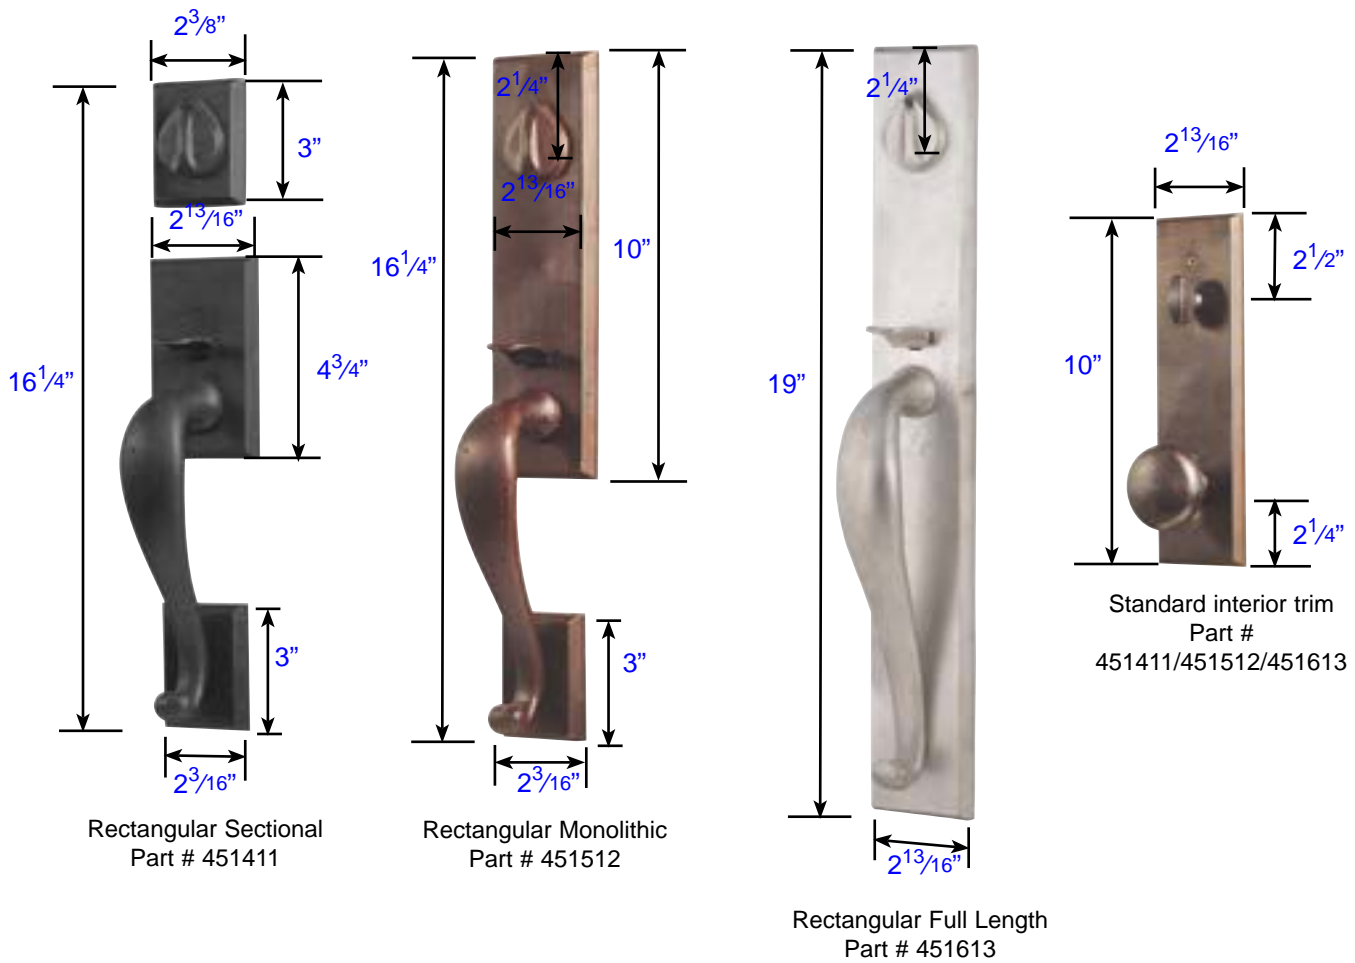 2 3/8”
3”
2 13/16”
16 1/4”
4 3/4”
3”
2 3/16”
Rectangular Sectional
Part # 451411
2 1/4”
2 13/16”
16 1/4”
10”
3”
2 3/16”
Rectangular Monolithic
Part # 451512
2 1/4”
19”
2 13/16”
Rectangular Full Length
Part # 451613
2 13/16”
2 1/2”
10”
2 1/4”
Standard interior trim
Part #
451411/451512/451613